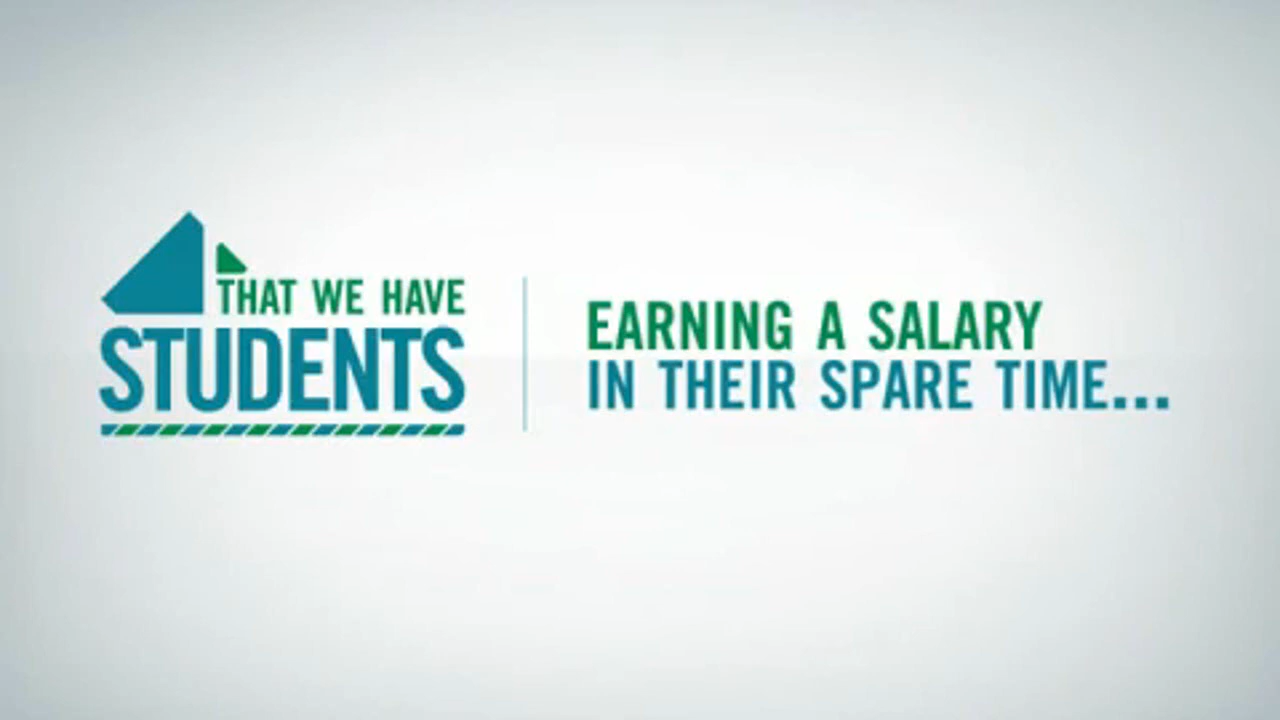 THAT WE HAVE
STUDENTS
EARNING A SALARY
IN THEIR SPARE TIME...